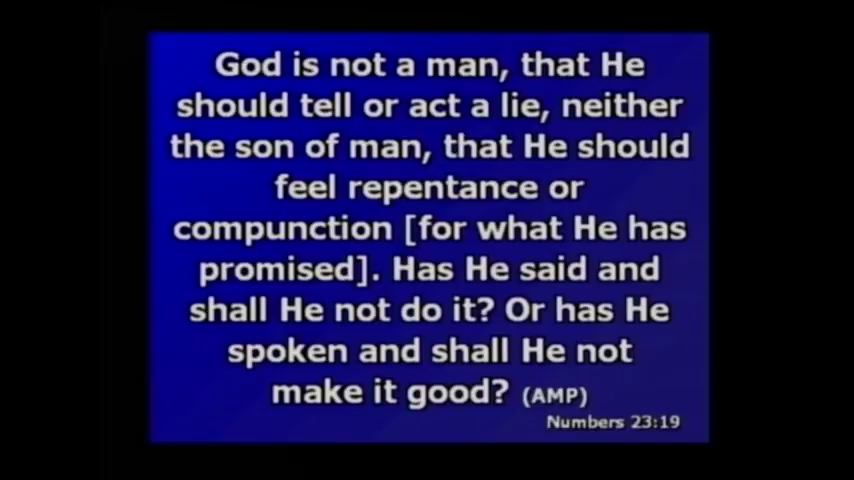 God is not a man, that He
should tell or act a lie, neither
the son of man, that He should
feel repentance or
compunction [for what He has
promised]. Has He said and
shall He not do it? Or has He
spoken and shall He not
make it good? (AMP)
Numbers 23:19